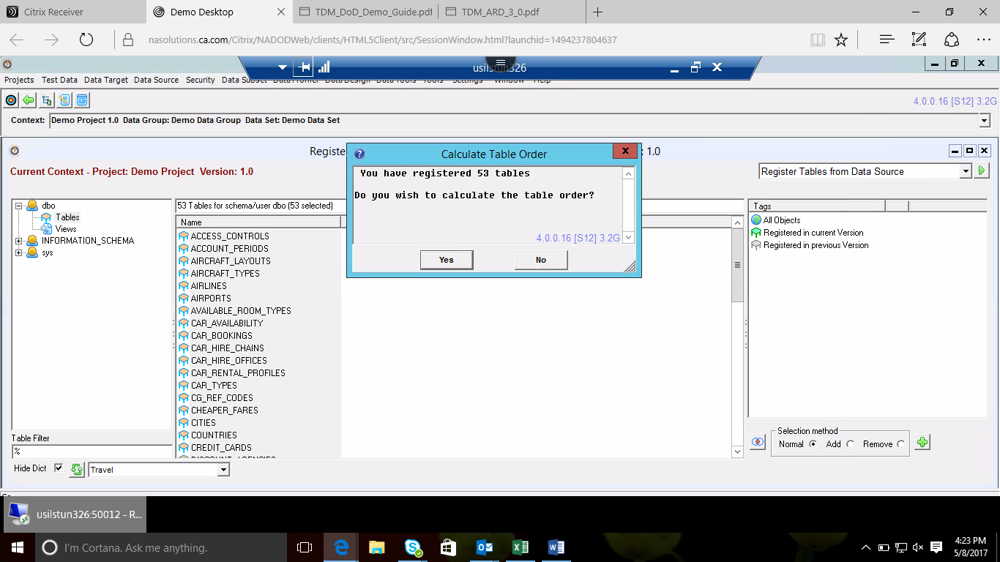 Citrix Receiver
Demo Desktop
TDM_DoD_Demo_Guide.pdf
TDM_ARD_3_0.pdf
nasolutions.ca.com/Citrix/NADODWeb/clients/HTML5Client/src/SessionWindow.html?launchid=1494237804637
usilstun326
Projects Test Data Data Target Data Source Security Data Subset Data Profiler Data Design Data Tools Tools Settings Window Help
4.0.0.16 [S12] 3.2G
Context: Demo Project 1.0 Data Group: Demo Data Group Data Set: Demo Data Set
Register
: 1.0
Current Context - Project: Demo Project Version: 1.0
Register Tables from Data Source
Calculate Table Order
You have registered 53 tables
Do you wish to calculate the table order?
4.0.0.16 [S12] 3.2G
Yes
No
dbo
Tables
Views
INFORMATION_SCHEMA
sys
53 Tables for schema/user dbo (53 selected)
Name
ACCESS_CONTROLS
ACCOUNT_PERIODS
AIRCRAFT_LAYOUTS
AIRCRAFT_TYPES
AIRLINES
AIRPORTS
AVAILABLE_ROOM_TYPES
CAR_AVAILABILITY
CAR_BOOKINGS
CAR_HIRE_CHAINS
CAR_HIRE_OFFICES
CAR_RENTAL_PROFILES
CAR_TYPES
CG_REF_CODES
CHEAPER_FARES
CITIES
COUNTRIES
CREDIT_CARDS
DISCOUNT_AGENCIES
Tags
All Objects
Registered in current Version
Registered in previous Version
Table Filter
%
Hide Dict
Travel
Selection method
Normal Add Remove
usilstun326:50012 - R...
I'm Cortana. Ask me anything.
4:23 PM
5/8/2017